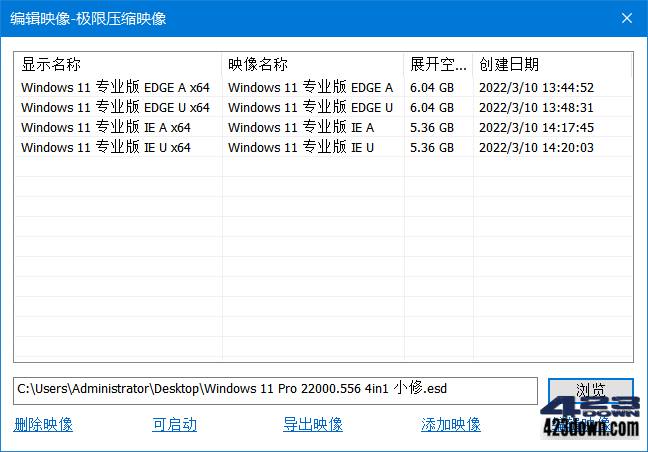 编辑映像-极限压缩映像
显示名称 映像名称 展开空... 创建日期
Windows 11 专业版 EDGE A x64 Windows 11 专业版 EDGE A 6.04 GB 2022/3/10 13:44:52
Windows 11 专业版 EDGE U x64 Windows 11 专业版 EDGE U 6.04 GB 2022/3/10 13:48:31
Windows 11 专业版 IE A x64 Windows 11 专业版 IE A 5.36 GB 2022/3/10 14:17:45
Windows 11 专业版 IE U x64 Windows 11 专业版 IE U 5.36 GB 2022/3/10 14:20:03
C:\Users\Administrator\Desktop\Windows 11 Pro 22000.556 4in1 小修.esd 浏览
删除映像 可启动 导出映像 添加映像
423 DOWN
423down.com